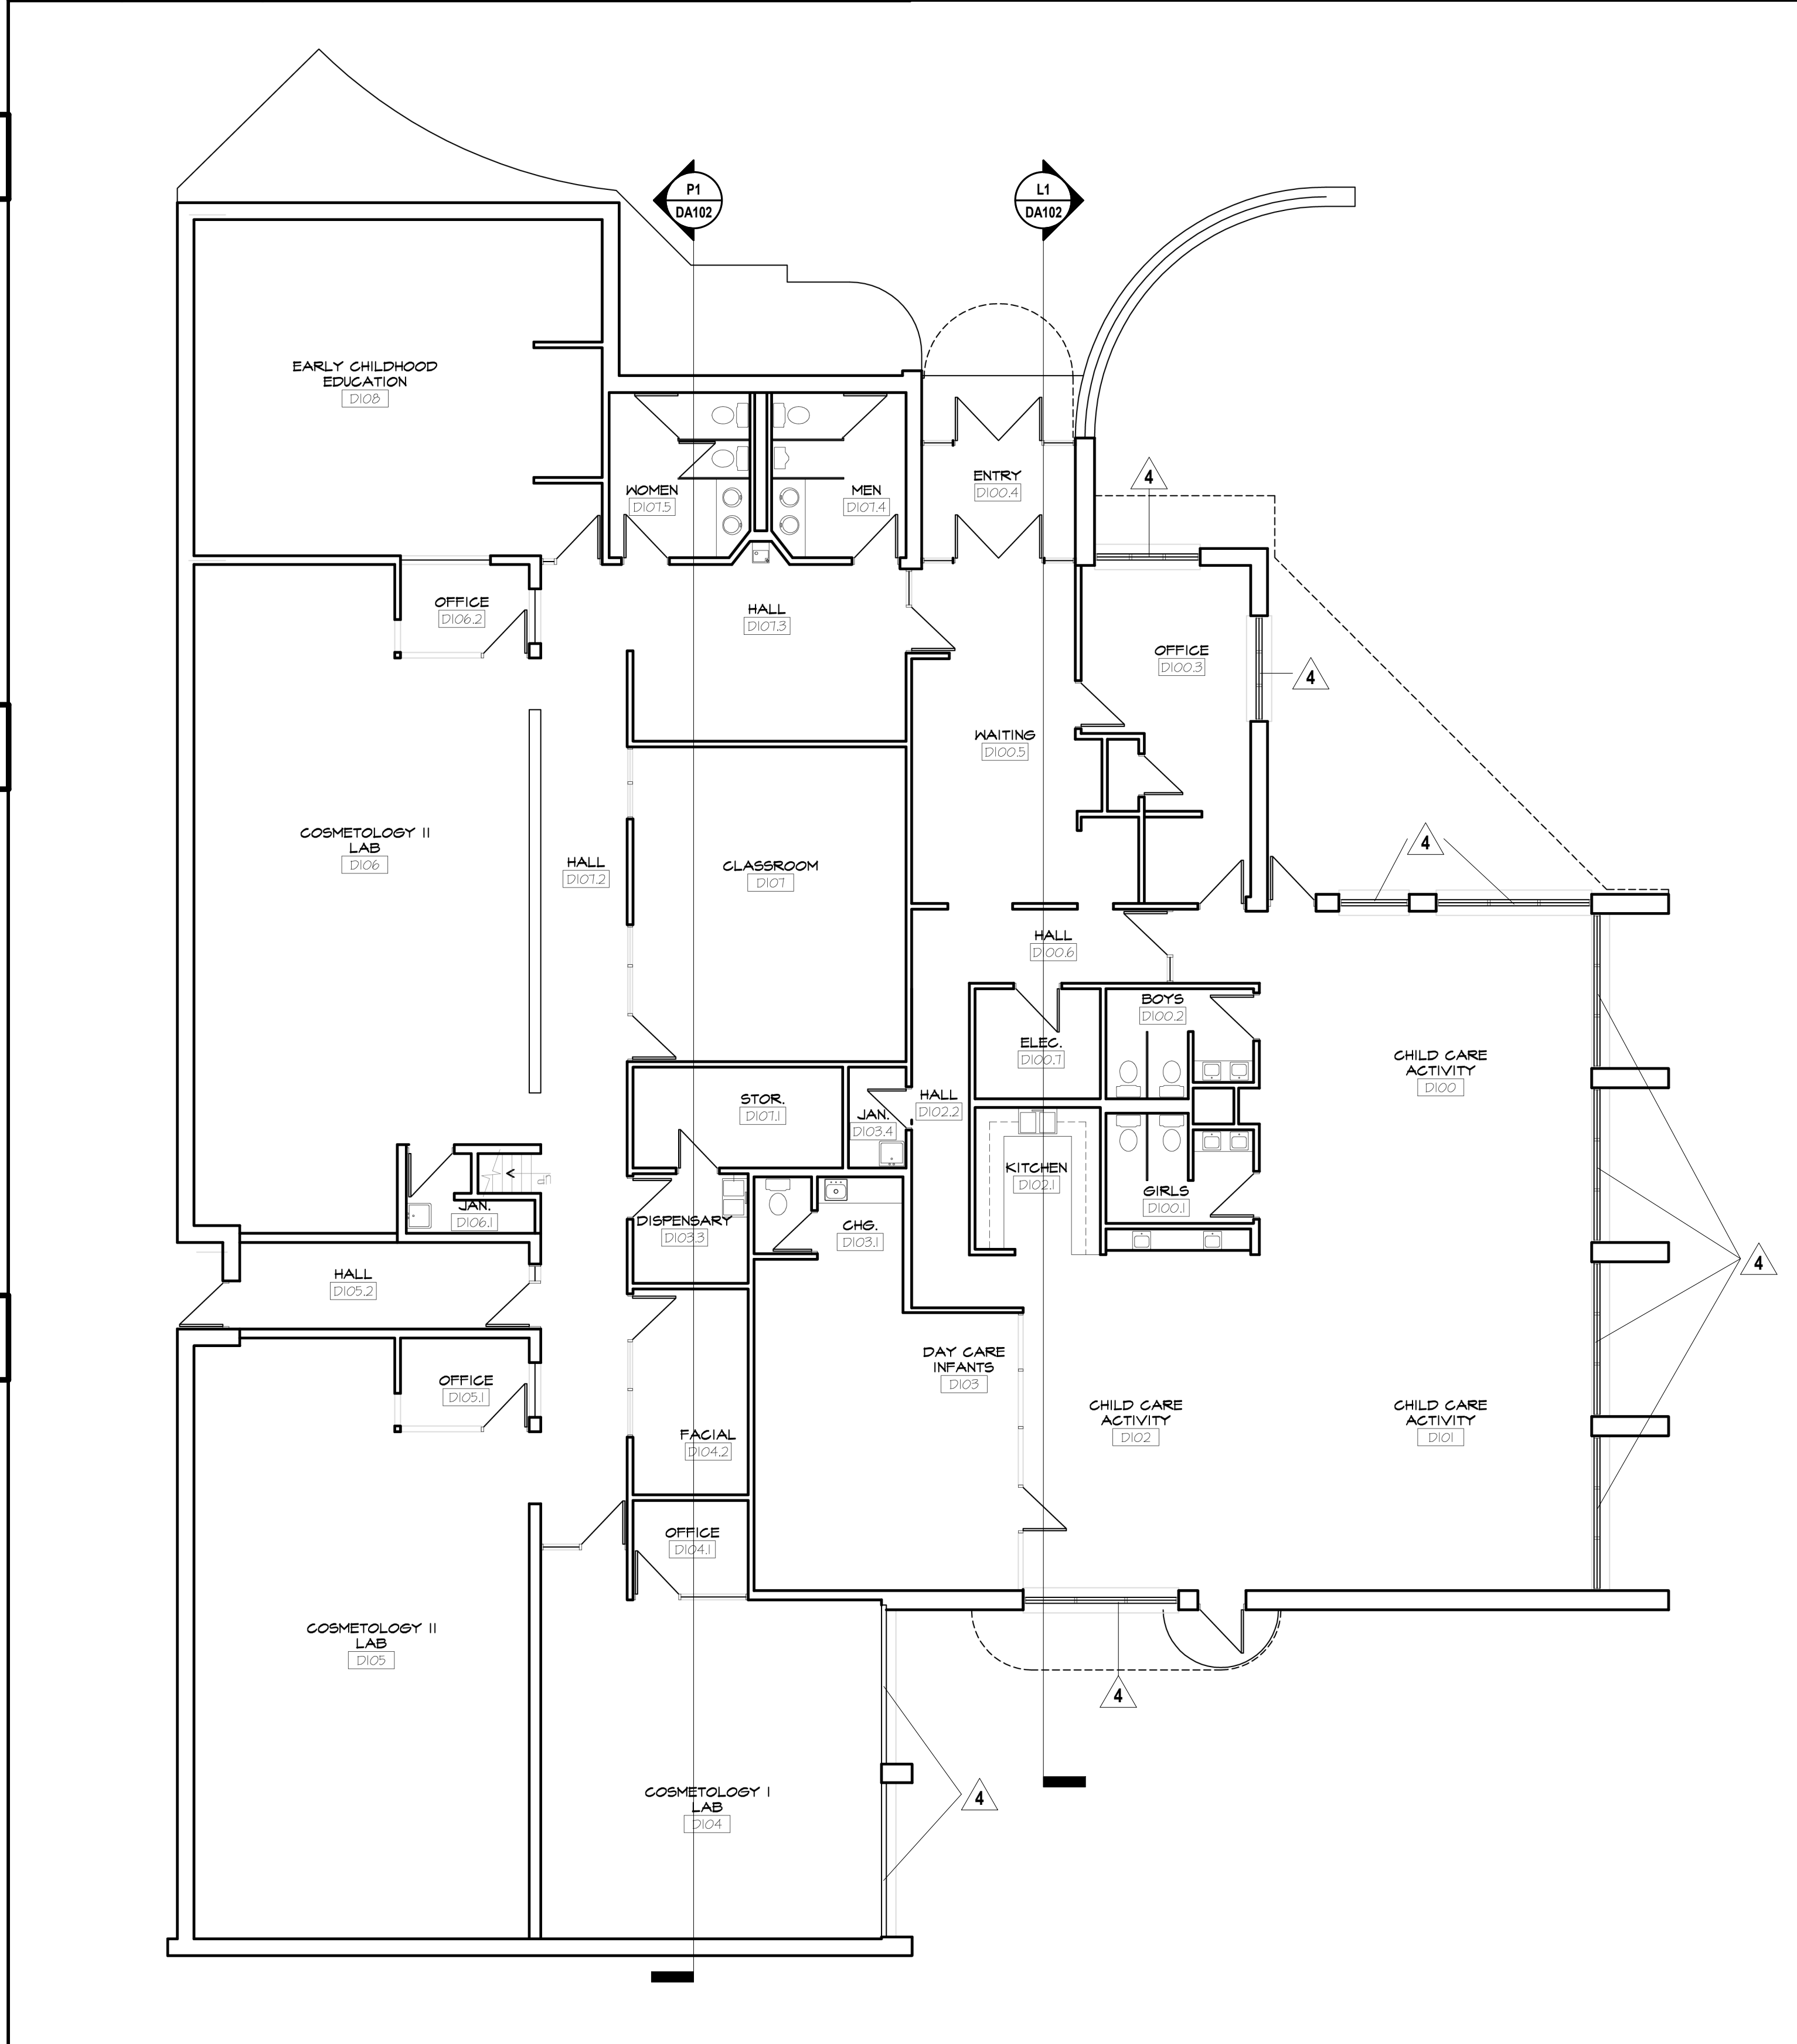 P1
DA102
L1
DA102
EARLY CHILDHOOD
EDUCATION
D108
WOMEN
D107.5
MEN
D107.4
ENTRY
D100.4
4
OFFICE
D106.2
HALL
D107.3
OFFICE
D100.3
4
WAITING
D100.5
COSMETOLOGY II
LAB
D106
HALL
D107.2
CLASSROOM
D107
4
HALL
D100.6
BOYS
D100.2
ELEC.
D100.7
CHILD CARE
ACTIVITY
D100
STOR.
D107.1
JAN.
D103.4
HALL
D102.2
KITCHEN
D102.1
GIRLS
D100.1
UP
JAN.
D106.1
DISPENSARY
D103.3
CHG.
D103.1
4
HALL
D105.2
OFFICE
D105.1
DAY CARE
INFANTS
D103
FACIAL
D104.2
CHILD CARE
ACTIVITY
D102
CHILD CARE
ACTIVITY
D101
OFFICE
D104.1
COSMETOLOGY II
LAB
D105
4
COSMETOLOGY I
LAB
D104
4